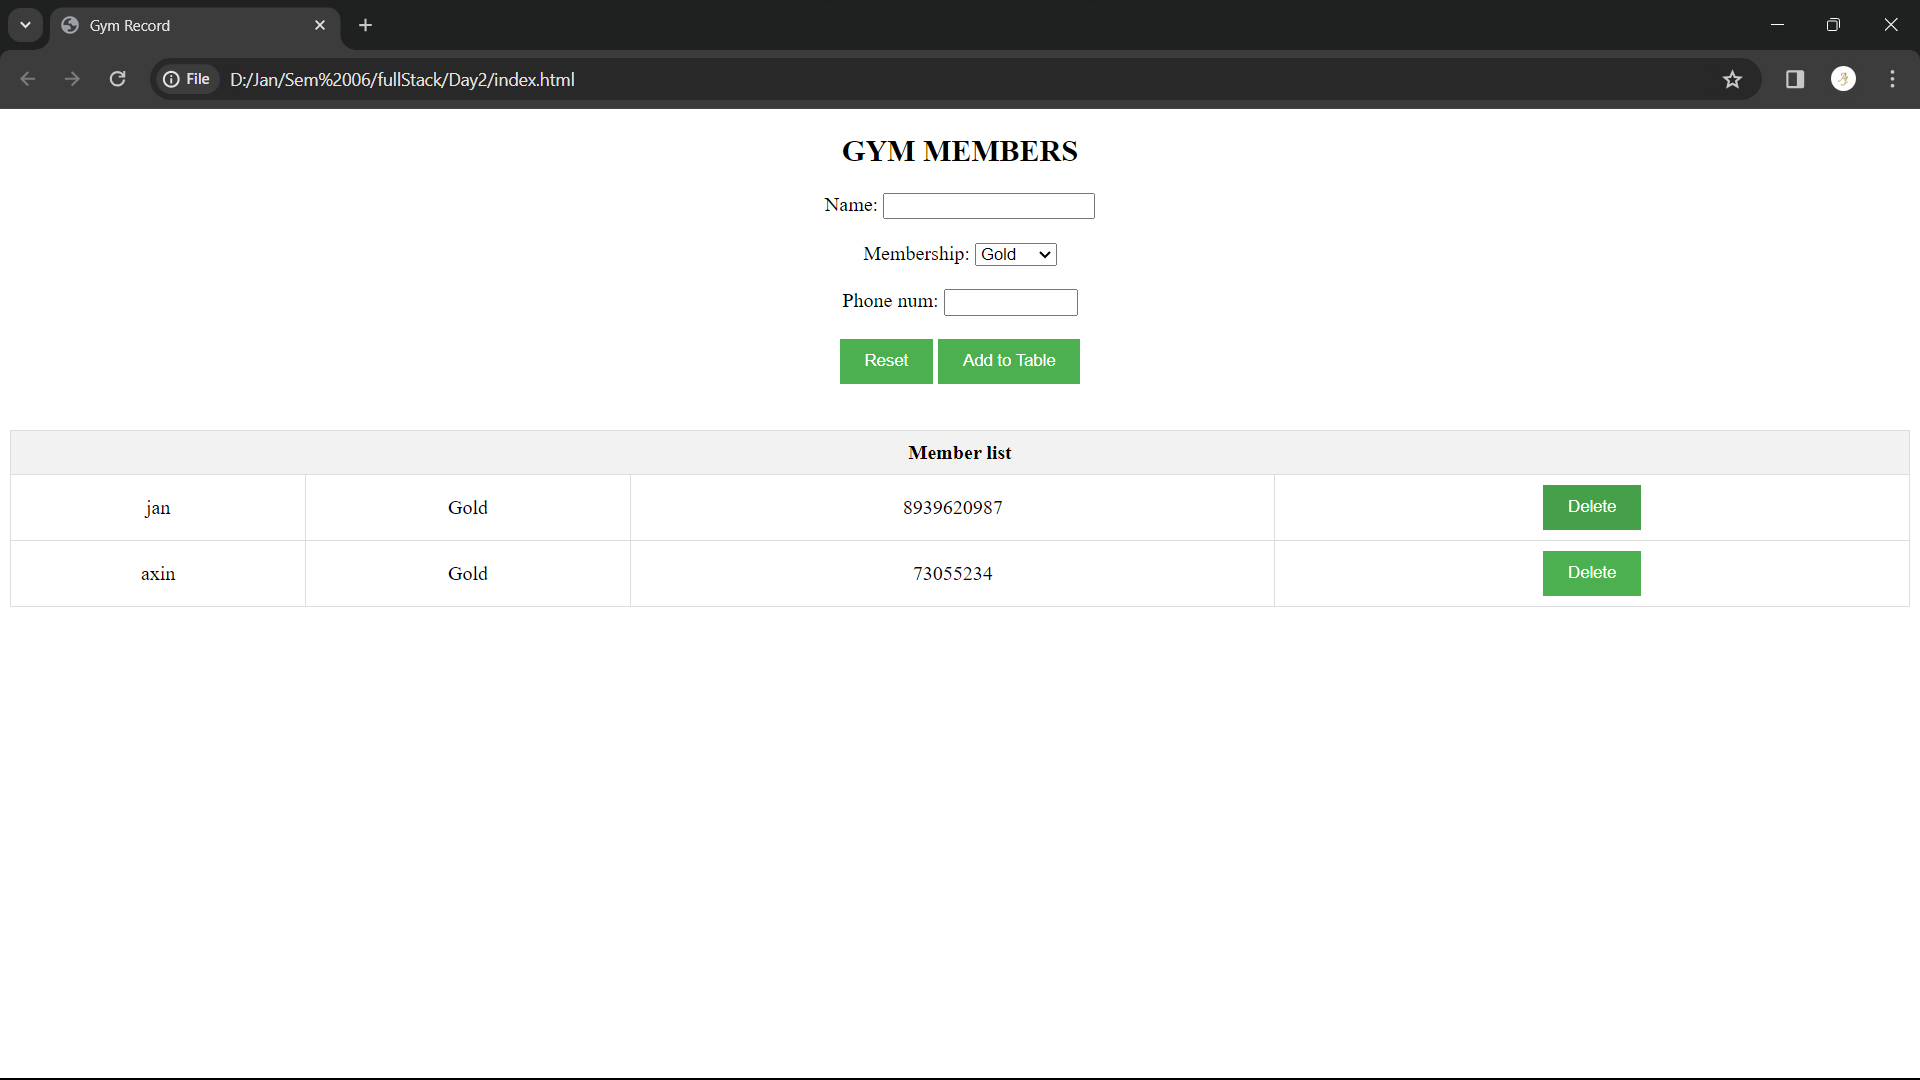 Gym Record
File D:/Jan/Sem%2006/fullStack/Day2/index.html
GYM MEMBERS
Name:
Membership: Gold
Phone num:
Reset Add to Table
Member list
jan Gold 8939620987 Delete
axin Gold 73055234 Delete